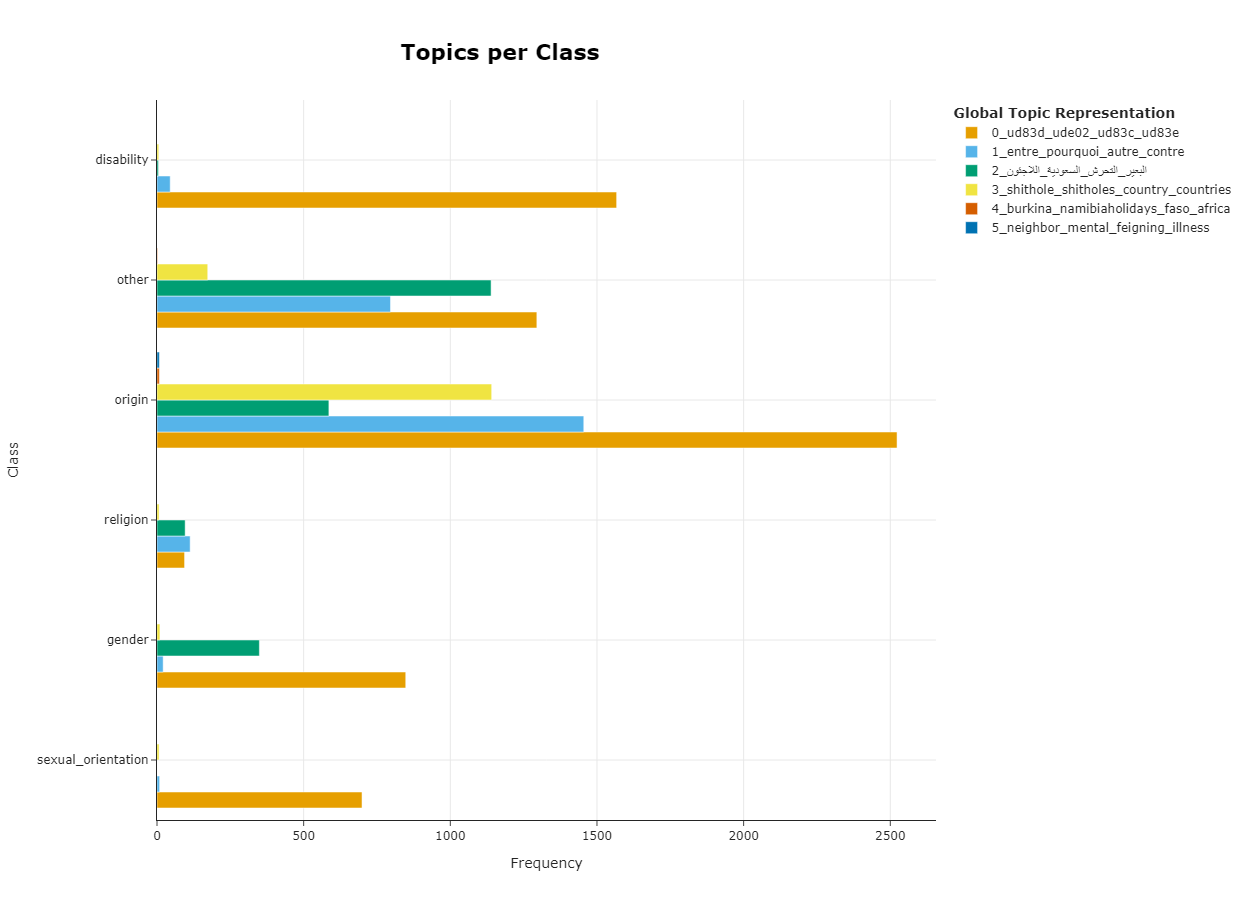 Topics per Class
Global Topic Representation
0_ud83d_ude02_ud83c_ud83e
1_entre_pourquoi_autre_contre
2_البعير_التحرش_السعودية_اللاجئون
3_shithole_shitholes_country_countries
4_burkina_namibiaholidays_faso_africa
5_neighbor_mental_feigning_illness
disability
other
origin
religion
gender
sexual_orientation
Class
0 500 1000 1500 2000 2500
Frequency